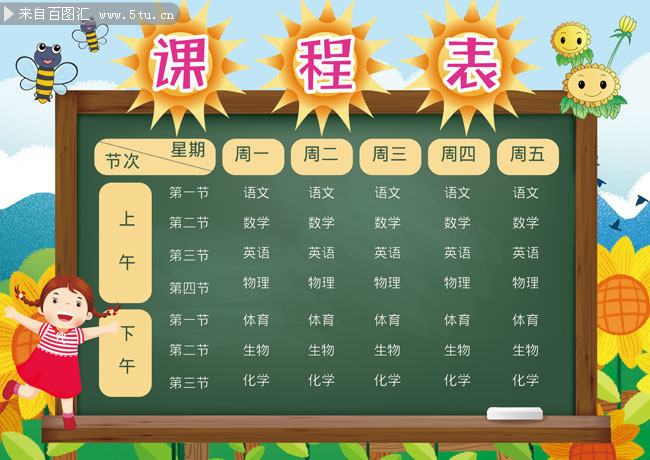 来自百图汇
www.5tu.cn
课程表
星期
节次
周一 周二 周三 周四 周五
上午
第一节 语文 语文 语文 语文 语文
第二节 数学 数学 数学 数学 数学
第三节 英语 英语 英语 英语 英语
第四节 物理 物理 物理 物理 物理
下午
第一节 体育 体育 体育 体育 体育
第二节 生物 生物 生物 生物 生物
第三节 化学 化学 化学 化学 化学